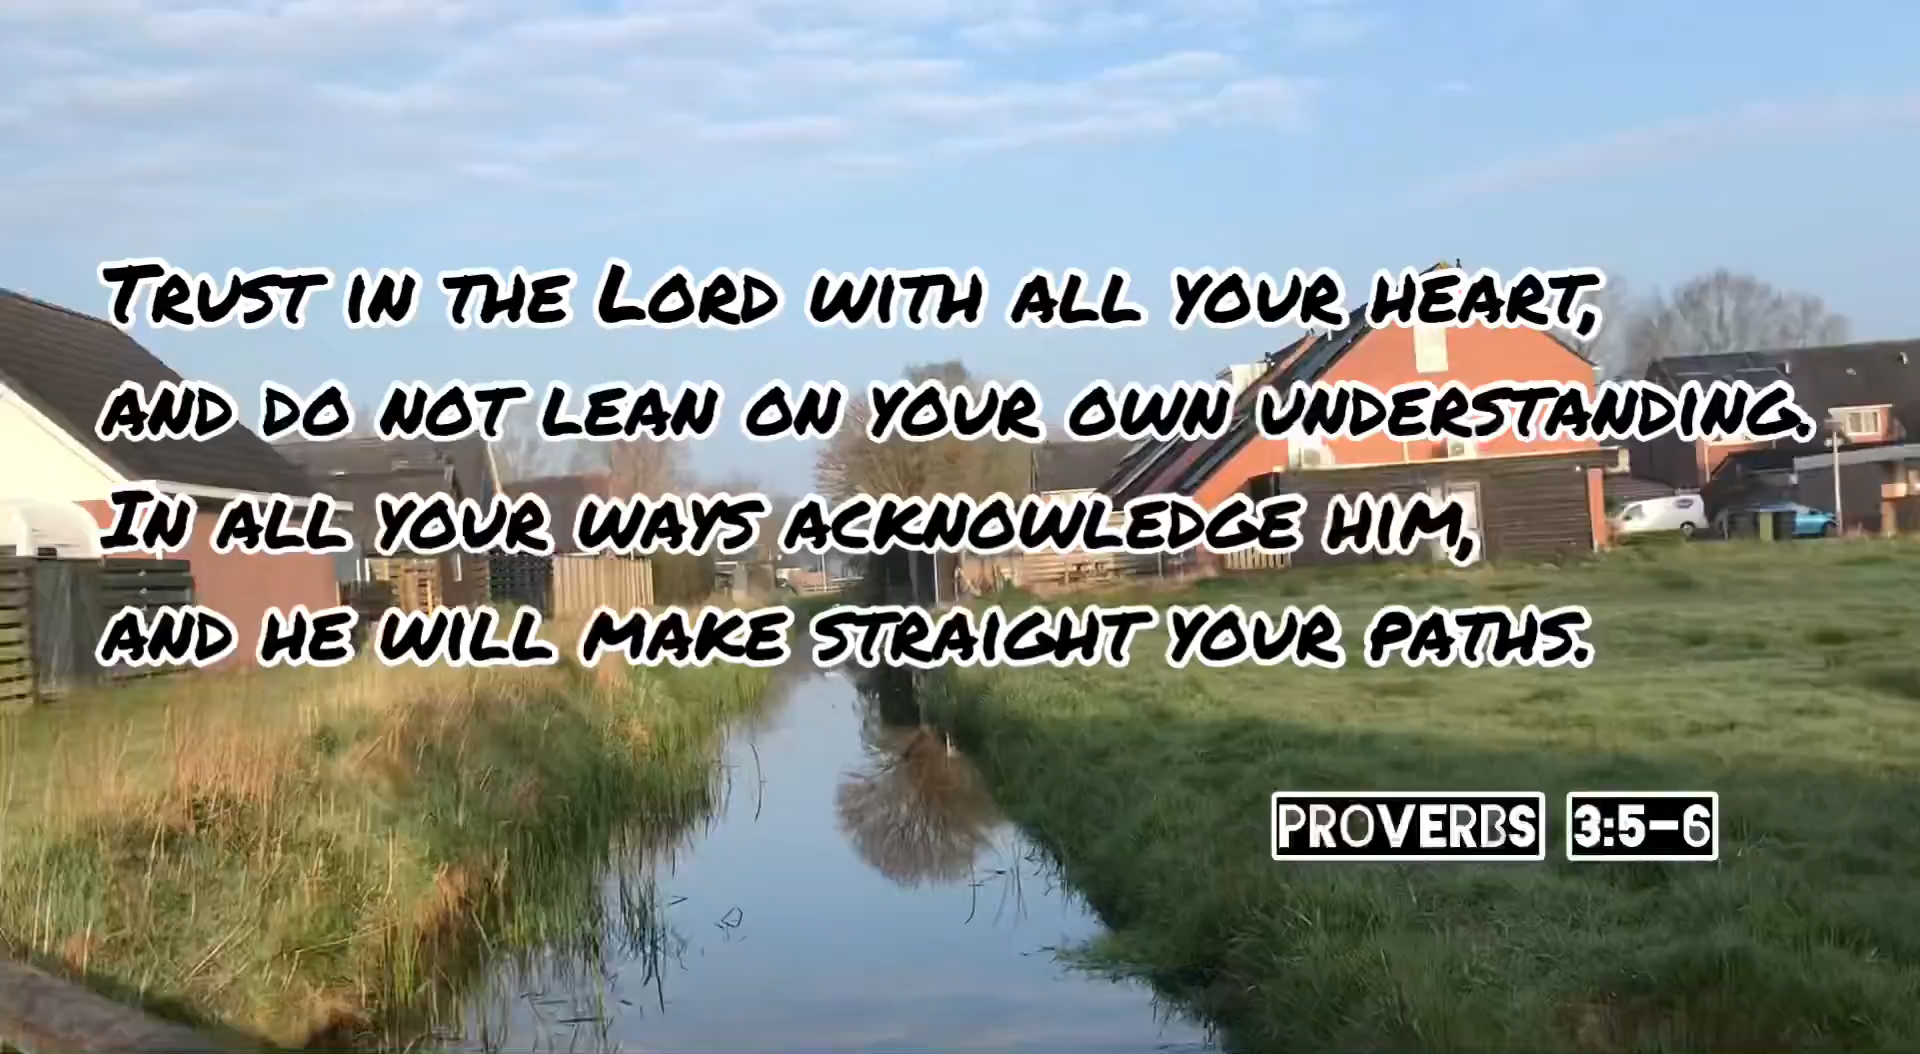 Trust in the Lord with all your heart,
and do not lean on your own understanding.
In all your ways acknowledge him,
and he will make straight your paths.
PROVERBS 3:5-6